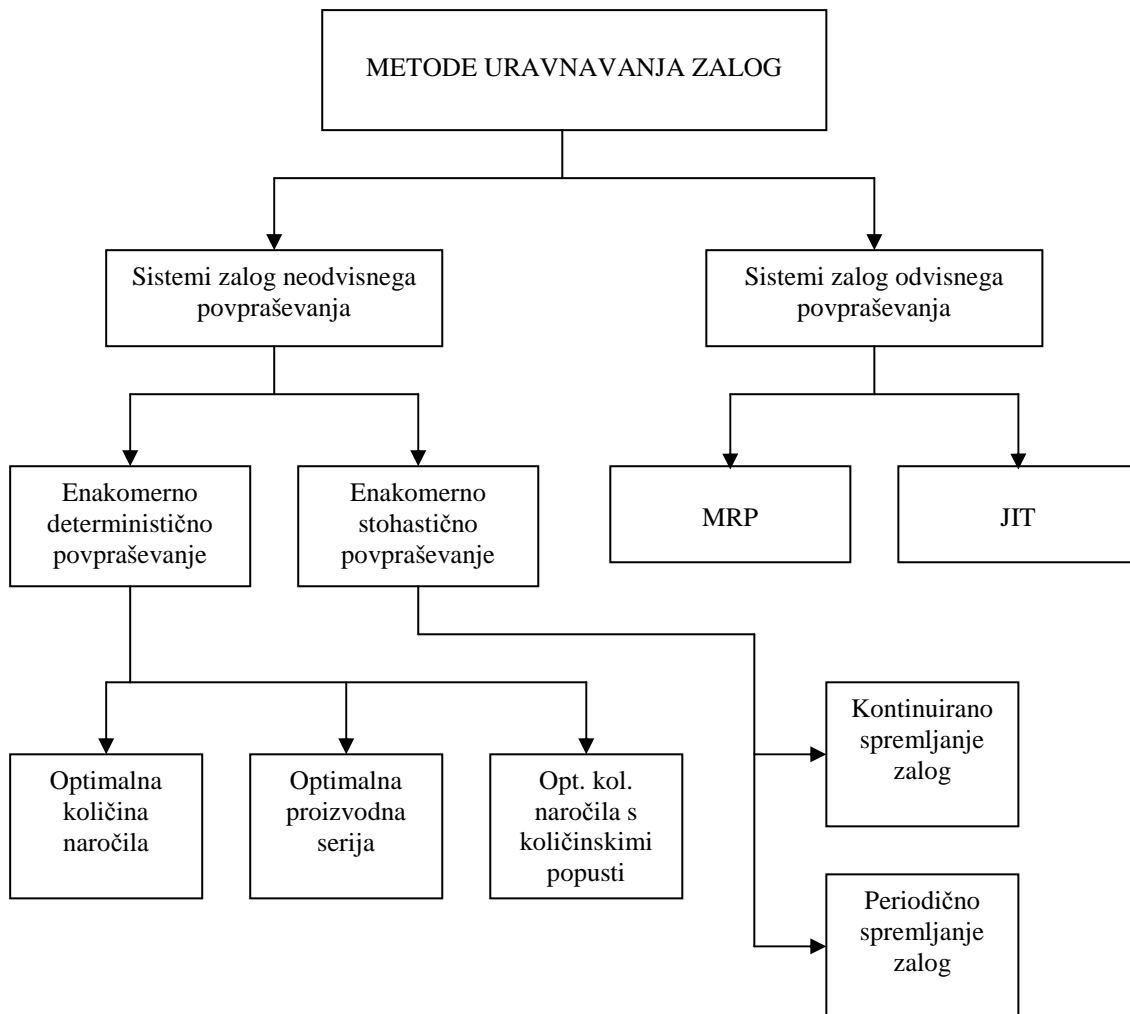 METODE URAVNAVANJA ZALOG
Sistemi zalog neodvisnega
povpraševanja
Sistemi zalog odvisnega
povpraševanja
Enakomerno
deterministično
povpraševanje
Enakomerno
stohastično
povpraševanje
MRP
JIT
Optimalna
količina
naročila
Optimalna
proizvodna
serija
Opt. kol.
naročila s
količinskimi
popusti
Kontinuirano
spremljanje
zalog
Periodično
spremljanje
zalog